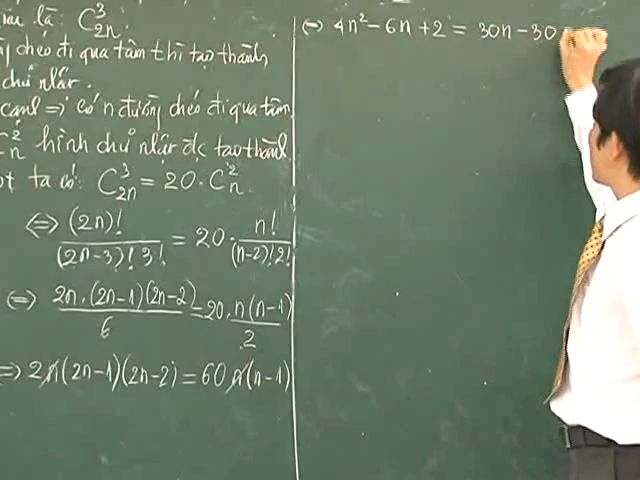 là: C³₂ₙ.
chéo đi qua tâm thì tạo thành
chữ nhật.
cạnh => có n đường chéo đi qua tâm
hình chữ nhật đc tạo thành
ta có: C³₂ₙ = 20 · C²ₙ.
<=> (2n)! / (2n-3)! 3! = 20 · n! / (n-2)! 2!
<=> 2n . (2n-1)(2n-2) / 6 = 20 . n(n-1) / 2
=> 2n(2n-1)(2n-2) = 60 n(n-1)
<=> 4n² - 6n + 2 = 30n - 30